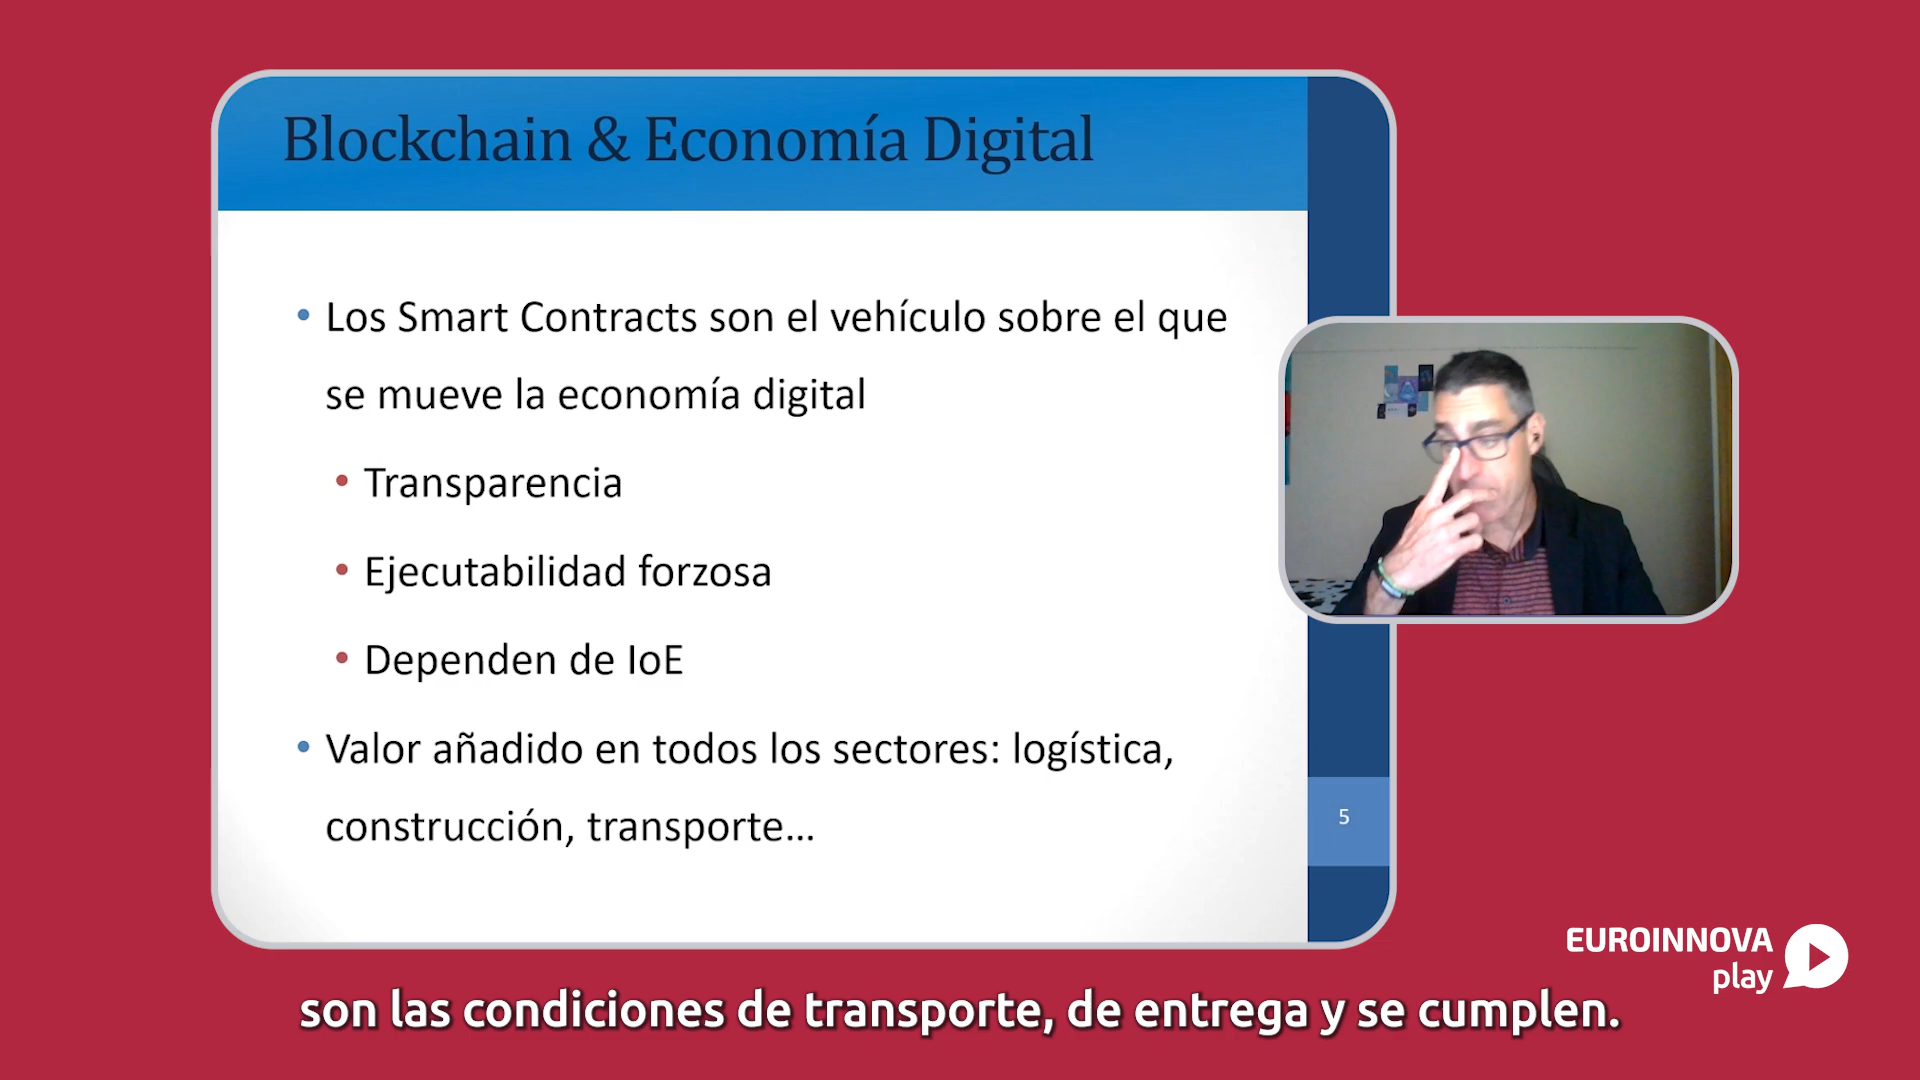 Blockchain & Economía Digital
• Los Smart Contracts son el vehículo sobre el que
se mueve la economía digital
• Transparencia
• Ejecutabilidad forzosa
• Dependen de IoE
• Valor añadido en todos los sectores: logística,
construcción, transporte...
5
EUROINNOVA
play
son las condiciones de transporte, de entrega y se cumplen.